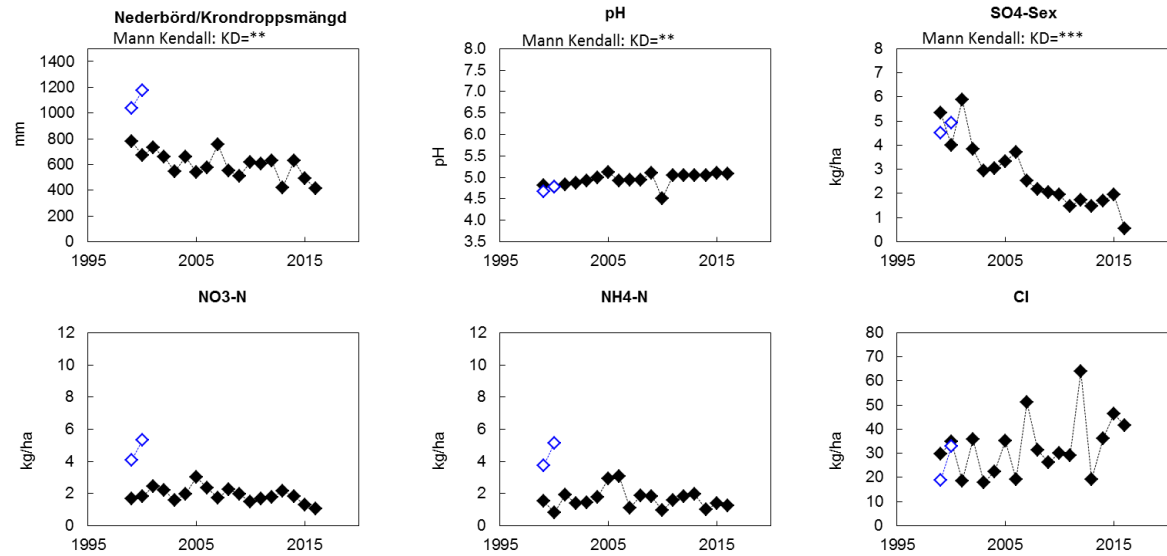 Nederbörd/Krondroppsmängd
Mann Kendall: KD=**
1400
1200
1000
800
600
400
200
0
mm
1995 2005 2015
pH
Mann Kendall: KD=**
8.0
7.5
7.0
6.5
6.0
5.5
5.0
4.5
4.0
3.5
pH
1995 2005 2015
SO4-Sex
Mann Kendall: KD=***
8
7
6
5
4
3
2
1
0
kg/ha
1995 2005 2015
NO3-N
12
10
8
6
4
2
0
kg/ha
1995 2005 2015
NH4-N
12
10
8
6
4
2
0
kg/ha
1995 2005 2015
Cl
80
70
60
50
40
30
20
10
0
kg/ha
1995 2005 2015